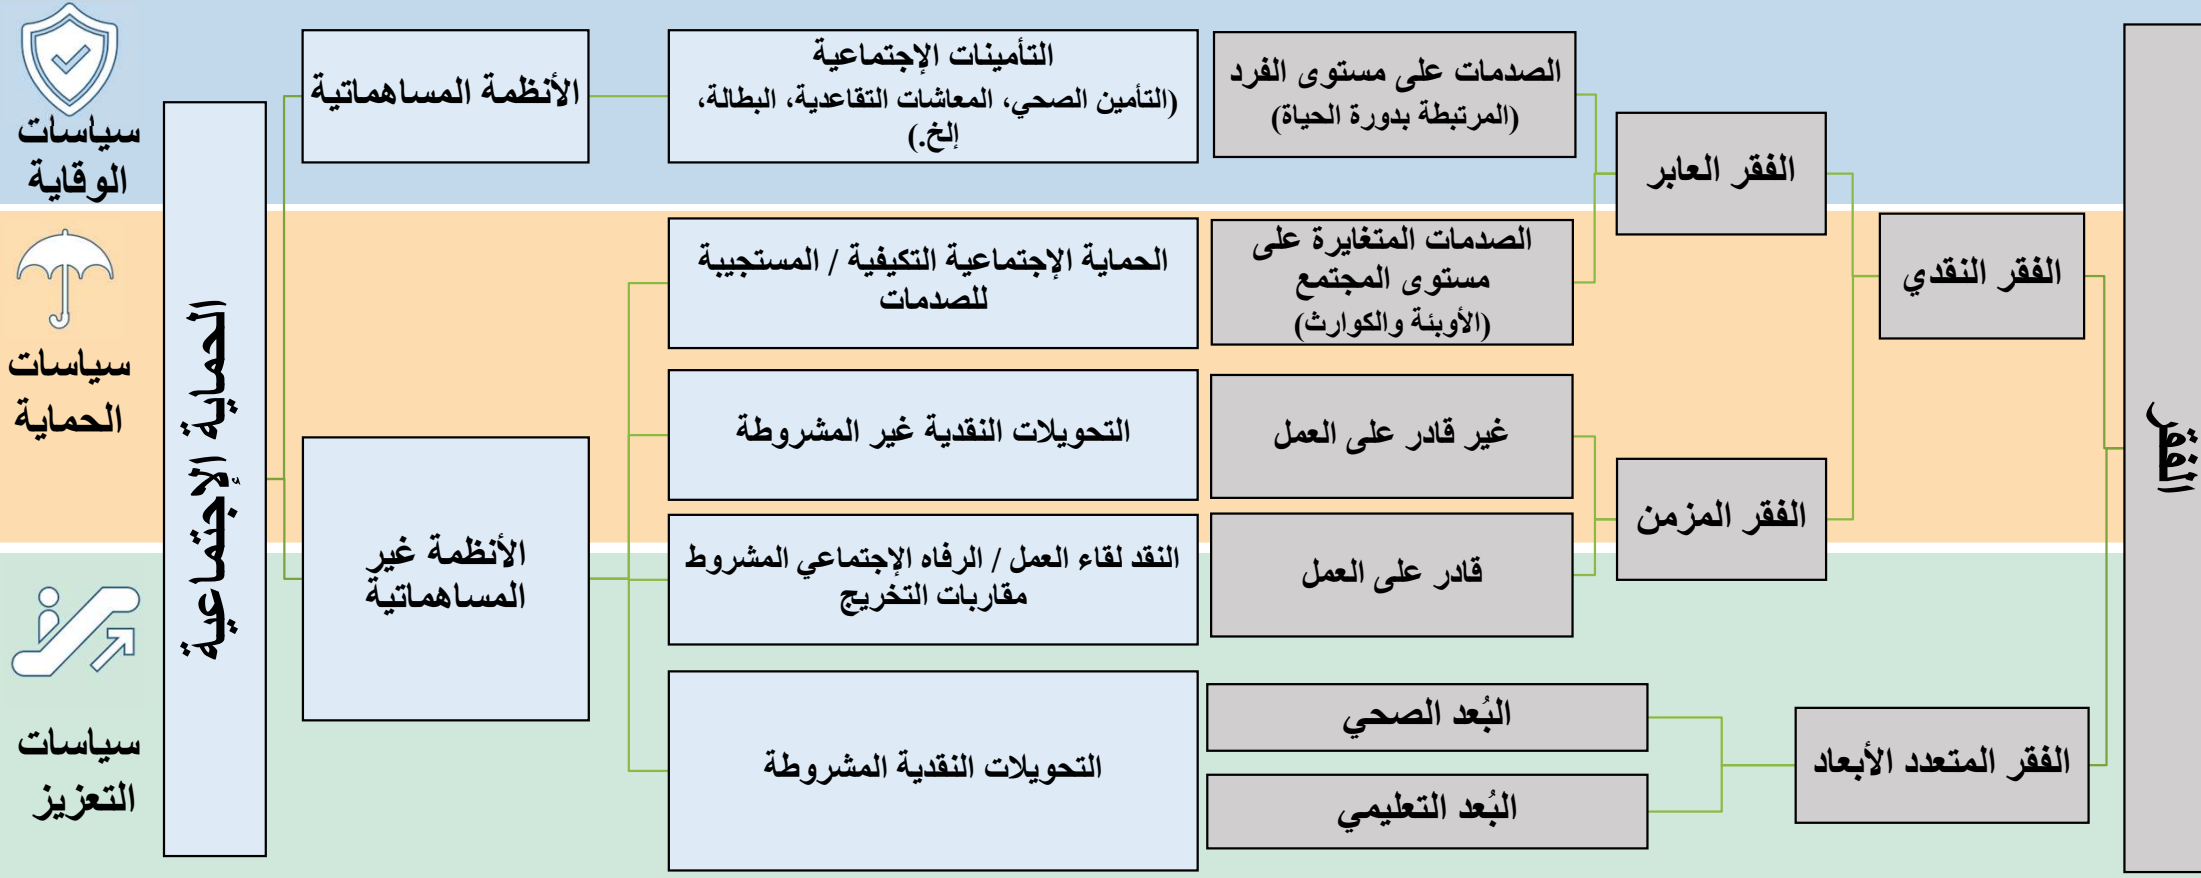 الفقر
الفقر النقدي
الفقر المتعدد الأبعاد
الفقر العابر
الفقر المزمن
الصدمات على مستوى الفرد
(المرتبطة بدورة الحياة)
الصدمات المتغايرة على
مستوى المجتمع
(الأوبئة والكوارث)
غير قادر على العمل
قادر على العمل
البُعد الصحي
البُعد التعليمي
التأمينات الإجتماعية
(التأمين الصحي، المعاشات التقاعدية، البطالة،
إلخ.)
الحماية الإجتماعية التكيفية / المستجيبة
للصدمات
التحويلات النقدية غير المشروطة
النقد لقاء العمل / الرفاه الإجتماعي المشروط
مقاربات التخريج
التحويلات النقدية المشروطة
الأنظمة المساهماتية
الأنظمة غير
المساهماتية
الحماية الإجتماعية
سياسات
الوقاية
سياسات
الحماية
سياسات
التعزيز